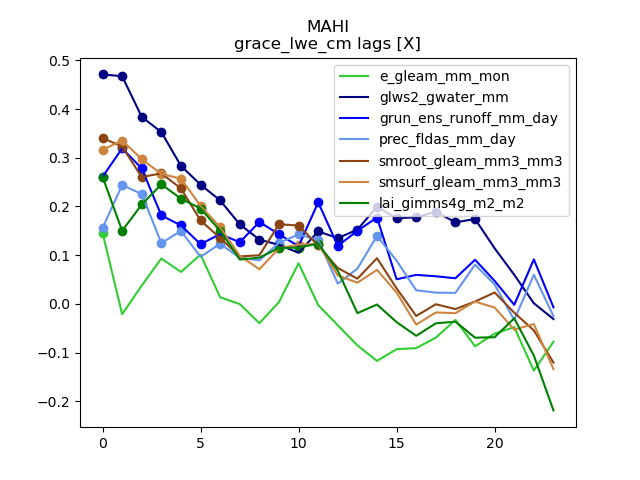 MAHI
grace_lwe_cm lags [X]
0.5
0.4
0.3
0.2
0.1
0.0
−0.1
−0.2
0
5
10
15
20
e_gleam_mm_mon
glws2_gwater_mm
grun_ens_runoff_mm_day
prec_fldas_mm_day
smroot_gleam_mm3_mm3
smsurf_gleam_mm3_mm3
lai_gimms4g_m2_m2